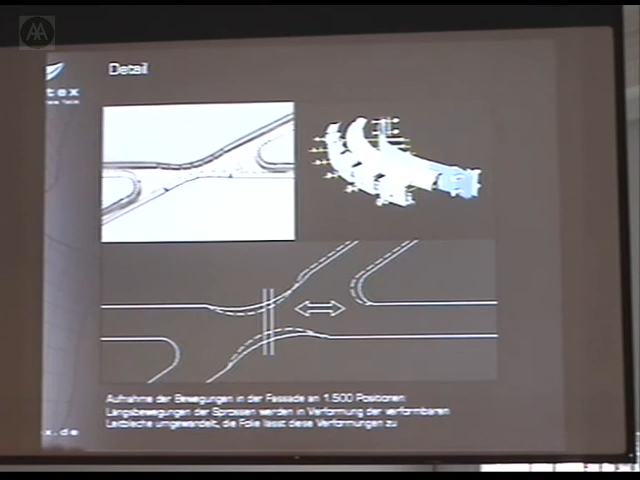 AA
Detail
tex
Aufnahme der Bewegungen in der Fassade an 1.500 Positionen
Längsbewegungen der Sprossen werden in Verformung der verformbaren
Leitbleche umgewandelt, die Folie lässt diese Verformungen zu
x.de